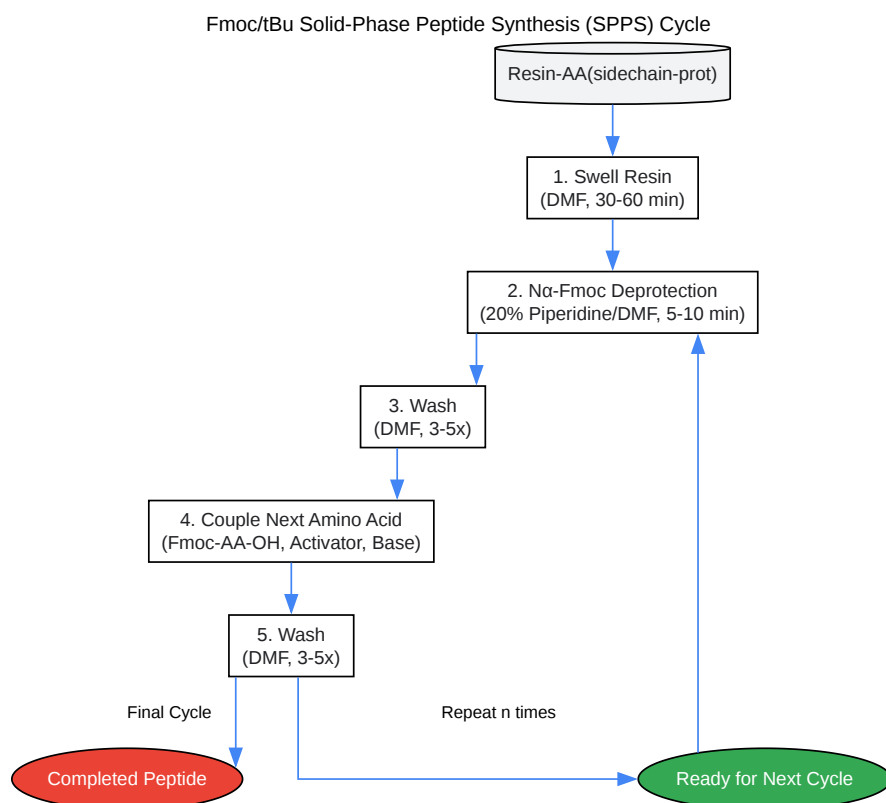 Fmoc/tBu Solid-Phase Peptide Synthesis (SPPS) Cycle
Resin-AA(sidechain-prot)
1. Swell Resin
(DMF, 30-60 min)
2. Nα-Fmoc Deprotection
(20% Piperidine/DMF, 5-10 min)
3. Wash
(DMF, 3-5x)
4. Couple Next Amino Acid
(Fmoc-AA-OH, Activator, Base)
5. Wash
(DMF, 3-5x)
Final Cycle
Repeat n times
Completed Peptide
Ready for Next Cycle